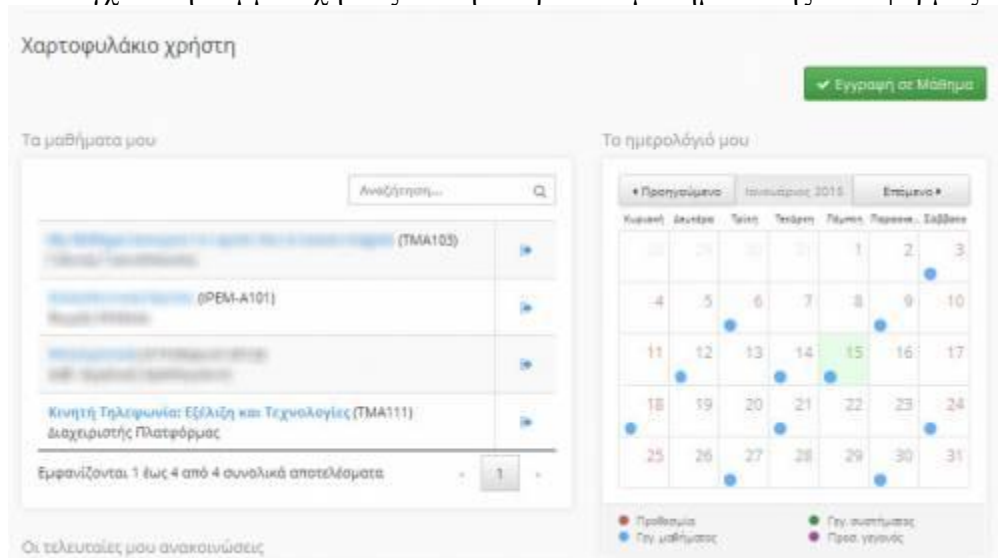 Χαρτοφυλάκιο χρήστη
✔ Εγγραφή σε Μάθημα
Τα μαθήματα μου
Αναζήτηση...
(TMA103)
(IPEM-A101)
Κινητή Τηλεφωνία: Εξέλιξη και Τεχνολογίες (TMA111)
Διαχειριστής Πλατφόρμας
Εμφανίζονται 1 έως 4 από 4 συνολικά αποτελέσματα
1
Οι τελευταίες μου ανακοινώσεις
Το ημερολόγιό μου
Προηγούμενο Ιανουάριος 2015 Επόμενο
Κυριακή Δευτέρα Τρίτη Τετάρτη Πέμπτη Παρασκε.. Σάββατο
28 29 30 31 1 2 3
4 5 6 7 8 9 10
11 12 13 14 15 16 17
18 19 20 21 22 23 24
25 26 27 28 29 30 31
Προθεσμία Γεγ. συστήματος
Γεγ. μαθήματος Προσ. γεγονός